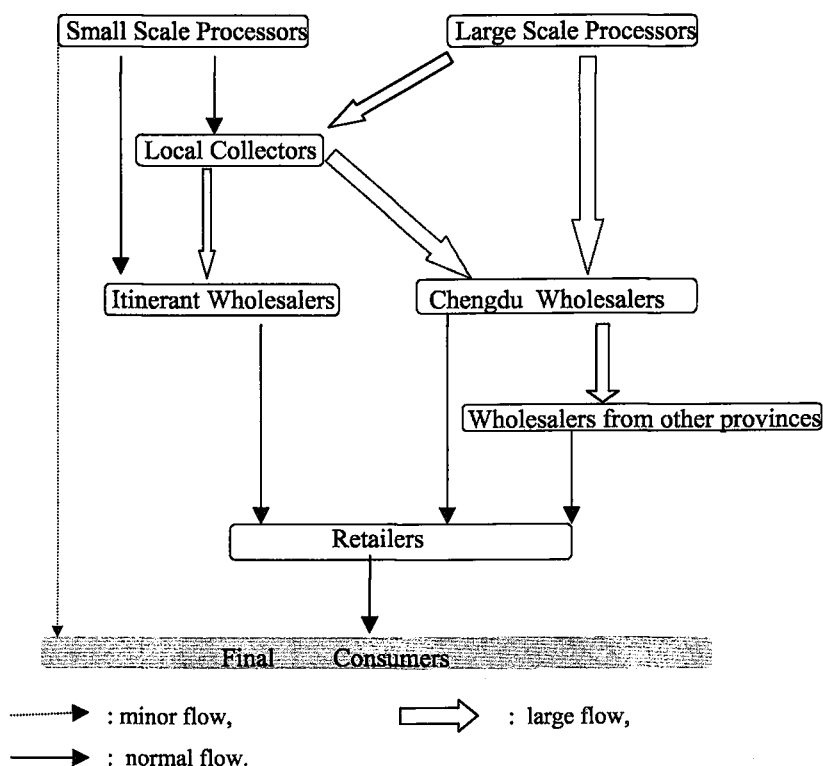 Small Scale Processors
Large Scale Processors
Local Collectors
Itinerant Wholesalers
Chengdu Wholesalers
Wholesalers from other provinces
Retailers
Final Consumers
: minor flow,
: large flow,
: normal flow.